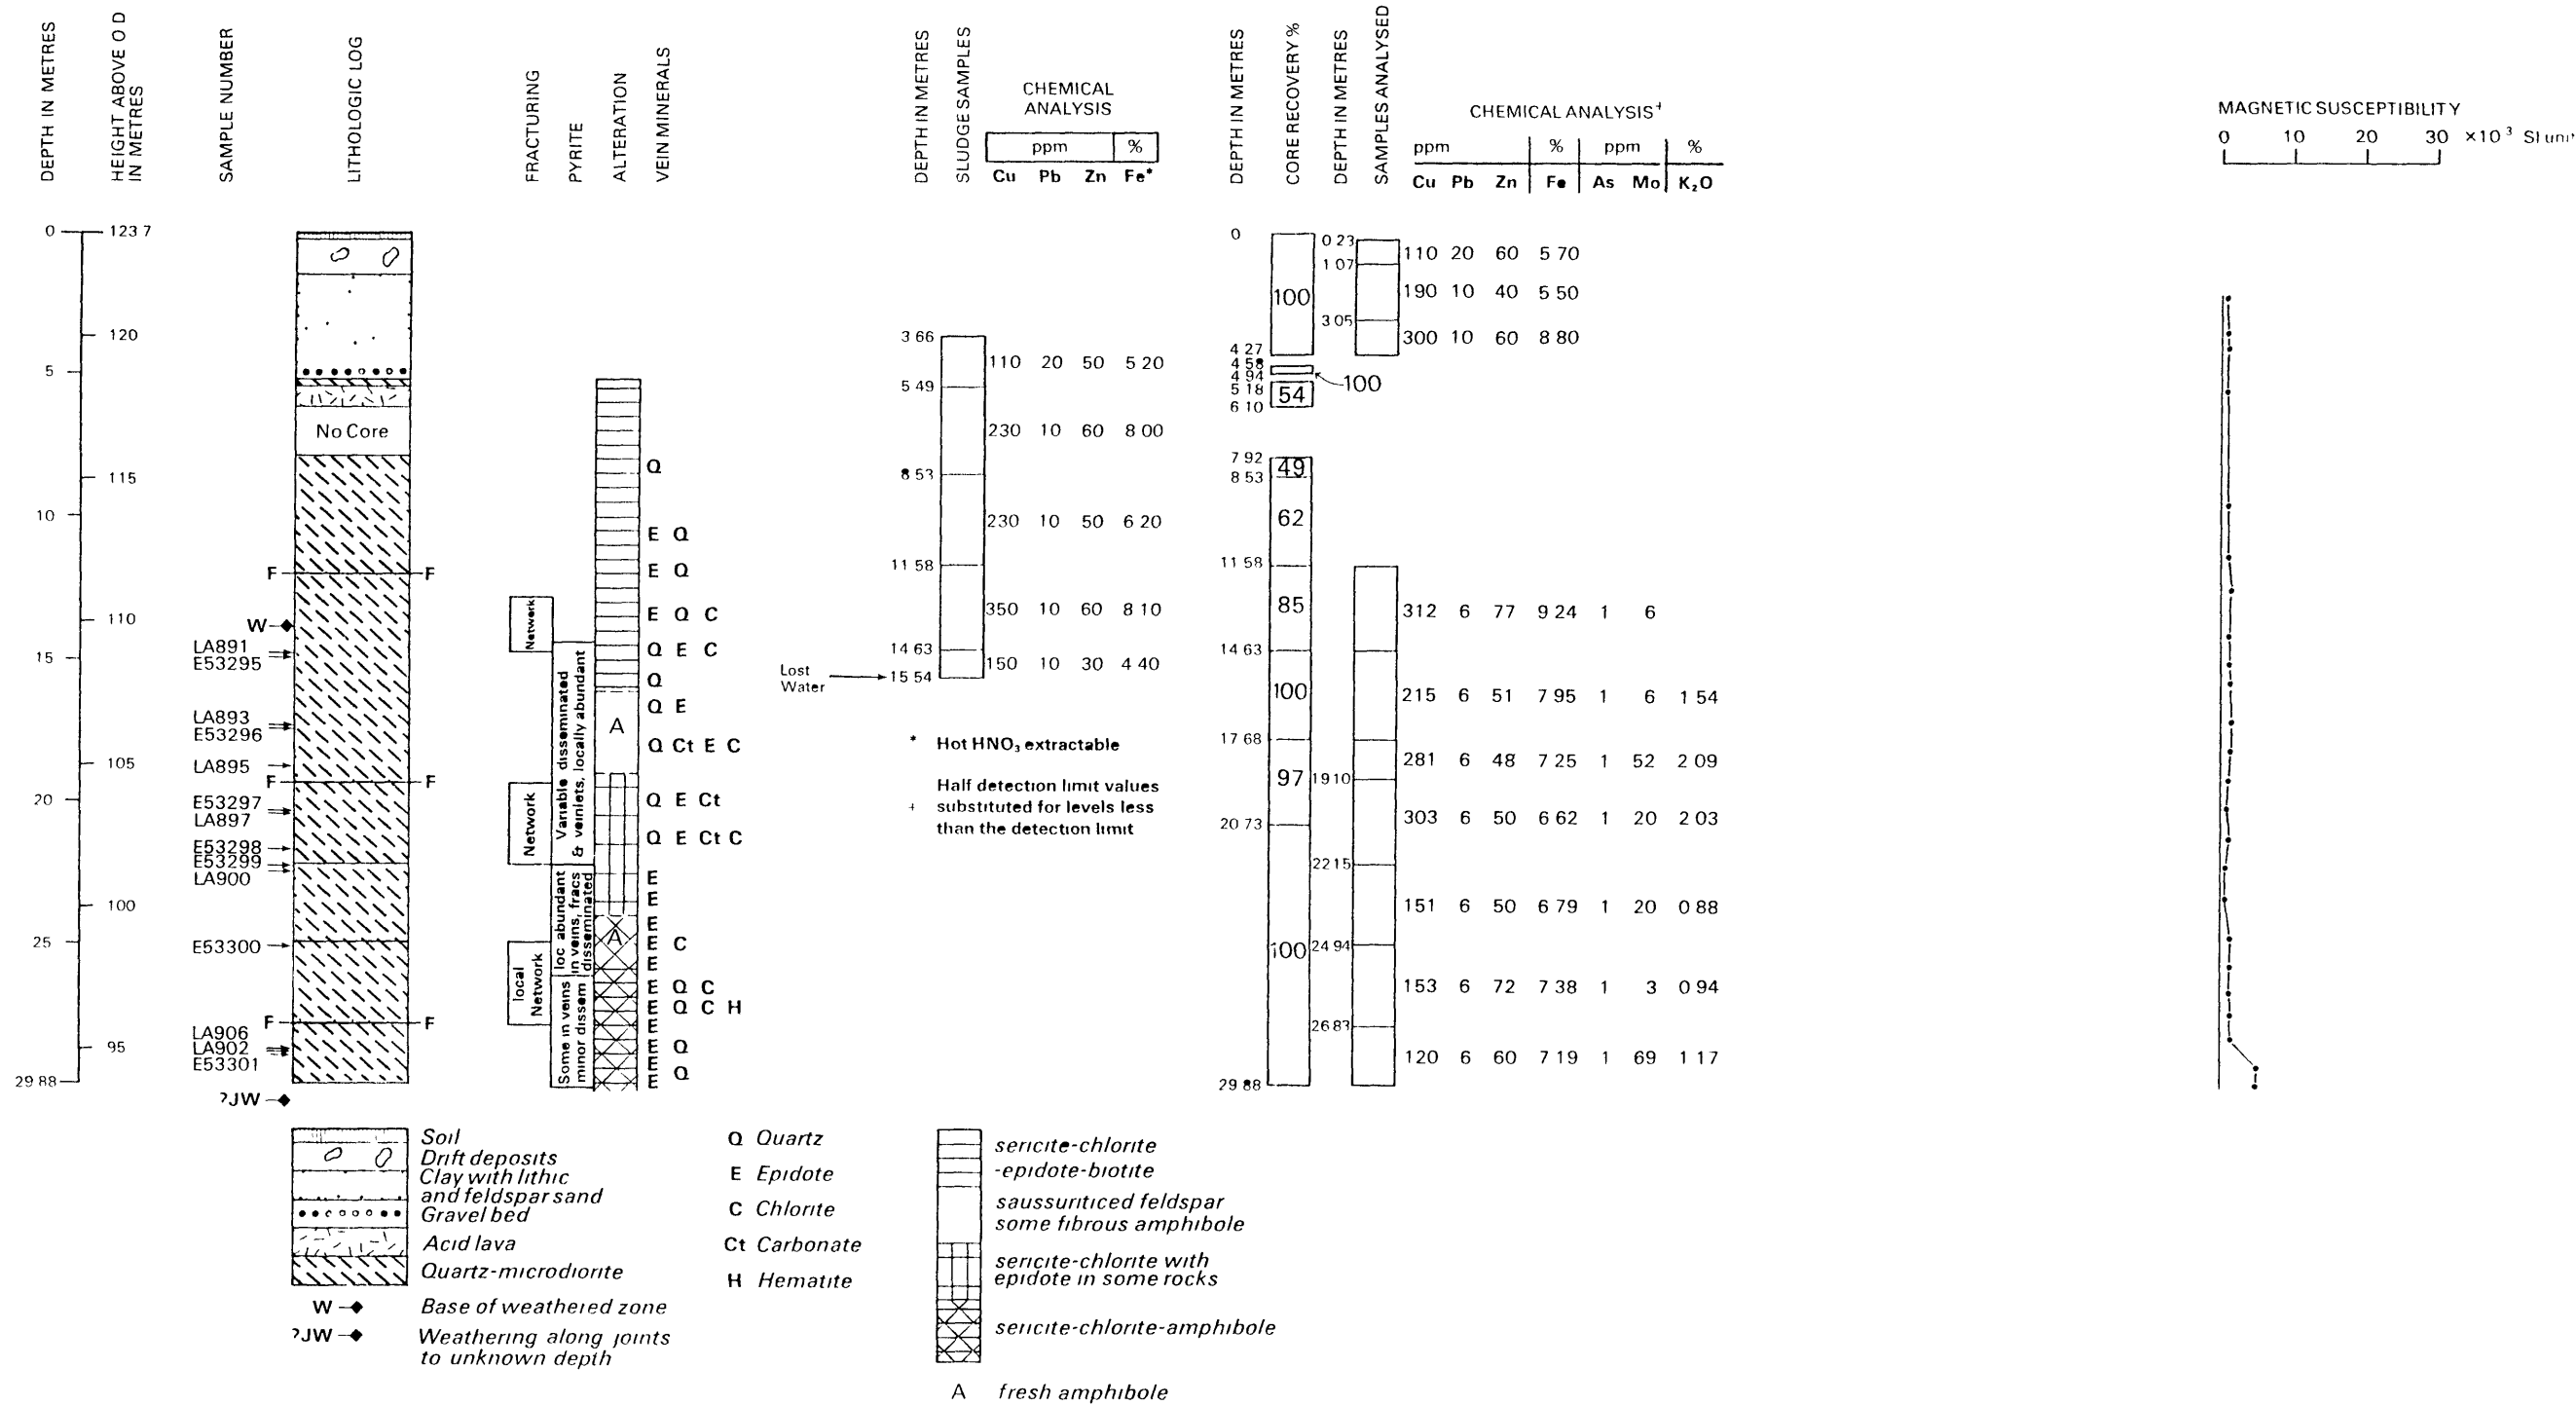 DEPTH IN METRES
HEIGHT ABOVE O D
IN METRES
SAMPLE NUMBER
LITHOLOGIC LOG
FRACTURING
PYRITE
ALTERATION
VEIN MINERALS
DEPTH IN METRES
SLUDGE SAMPLES
CHEMICAL
ANALYSIS
ppm %
Cu Pb Zn Fe*
DEPTH IN METRES
CORE RECOVERY %
DEPTH IN METRES
SAMPLES ANALYSED
CHEMICAL ANALYSIS+
ppm % ppm %
Cu Pb Zn Fe As Mo K₂O
MAGNETIC SUSCEPTIBILITY
0 10 20 30 ×10³ SI unit
0
5
10
15
20
25
29 88
123 7
120
115
110
105
100
95
No Core
F F
W
LA891
E53295
LA893
E53296
LA895
F F
E53297
LA897
E53298
E53299
LA900
E53300
F F
LA906
LA902
E53301
?JW
Network
Network
local
Network
Variable disseminated
& veinlets, locally abundant
loc abundant
in veins, fracs
disseminated
Some in veins
minor dissem
A
A
Q
E Q
E Q
E Q C
Q E C
Q
Q E
Q Ct E C
Q E Ct
Q E Ct C
E
E
E
E C
E
E Q C
E Q C H
E
E Q
E Q
E
3 66
110 20 50 5 20
5 49
230 10 60 8 00
8 53
230 10 50 6 20
11 58
350 10 60 8 10
14 63
150 10 30 4 40
15 54
Lost
Water
* Hot HNO₃ extractable
Half detection limit values
+ substituted for levels less
than the detection limit
0
100
4 27
4 58
4 94
100
5 18
54
6 10
7 92
49
8 53
62
11 58
85
14 63
100
17 68
97
20 73
100
29 88
0 23
110 20 60 5 70
1 07
190 10 40 5 50
3 05
300 10 60 8 80
312 6 77 9 24 1 6
215 6 51 7 95 1 6 1 54
281 6 48 7 25 1 52 2 09
19 10
303 6 50 6 62 1 20 2 03
22 15
151 6 50 6 79 1 20 0 88
24 94
153 6 72 7 38 1 3 0 94
26 83
120 6 60 7 19 1 69 1 17
Soil
Drift deposits
Clay with lithic
and feldspar sand
Gravel bed
Acid lava
Quartz-microdiorite
W Base of weathered zone
?JW Weathering along joints
to unknown depth
Q Quartz
E Epidote
C Chlorite
Ct Carbonate
H Hematite
sericite-chlorite
-epidote-biotite
saussuriticed feldspar
some fibrous amphibole
sericite-chlorite with
epidote in some rocks
sericite-chlorite-amphibole
A fresh amphibole